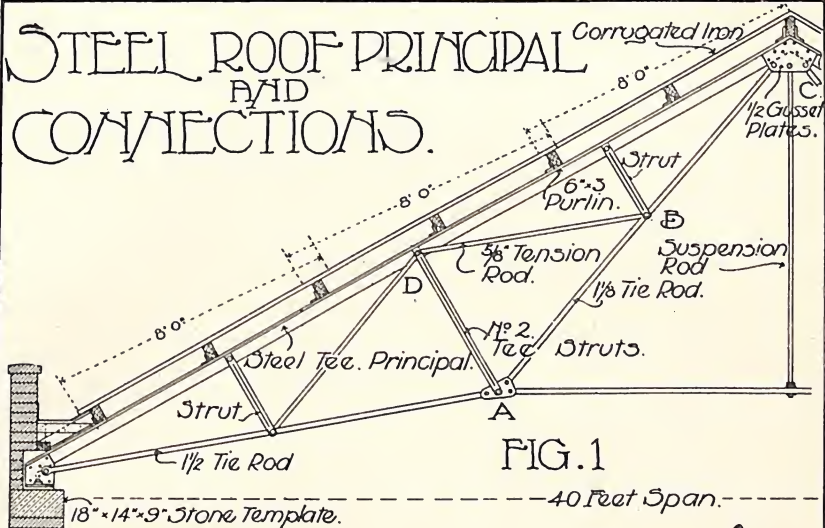 STEEL ROOF PRINCIPAL
AND
CONNECTIONS.
Corrugated Iron
8' 0"
C
1/2 Gusset
Plates.
Strut
6"×3
Purlin.
8' 0"
B
5/8" Tension
Rod.
Suspension
Rod
D
1 1/8 Tie Rod.
8' 0"
Nº 2.
Tee Struts.
Steel Tee. Principal.
Strut
A
1 1/2 Tie Rod
FIG. 1
40 Feet Span.
18"×14"×9" Stone Template.